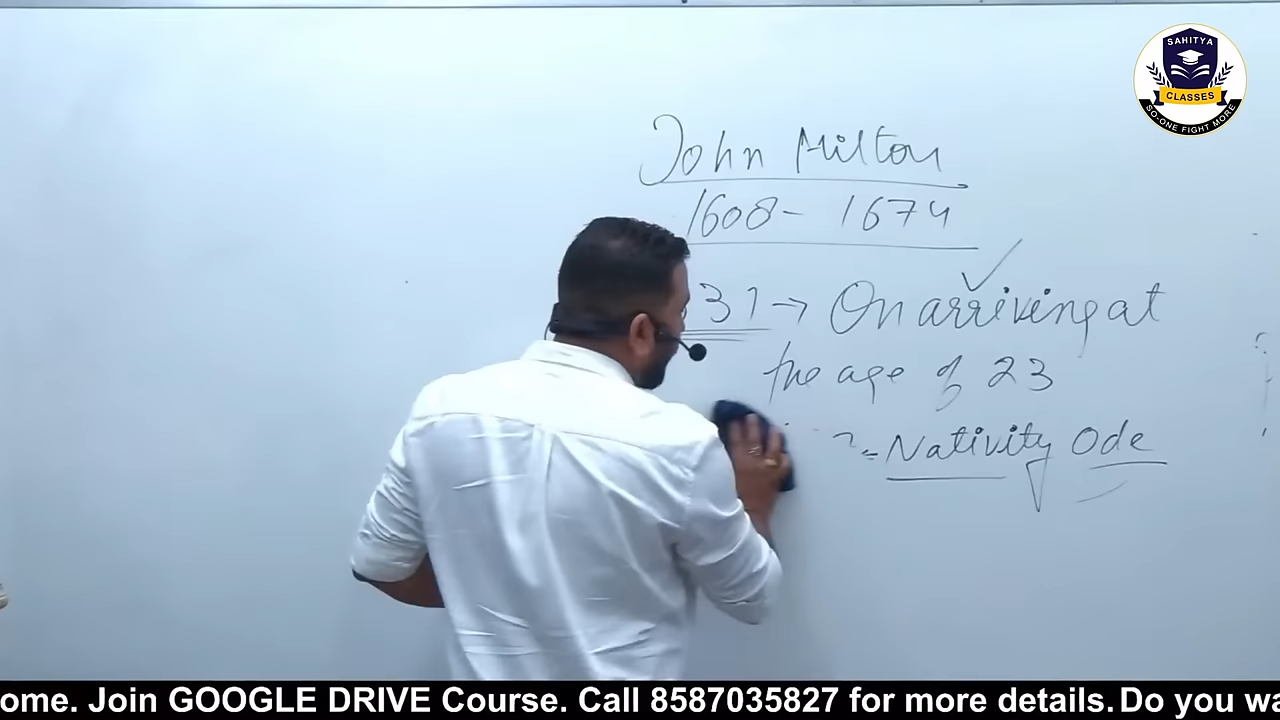 SAHITYA
CLASSES
SO-ONE FIGHT MORE
John Milton
1608 - 1674
31 → On arriving at
the age of 23
Nativity Ode
ome. Join GOOGLE DRIVE Course. Call 8587035827 for more details. Do you wa